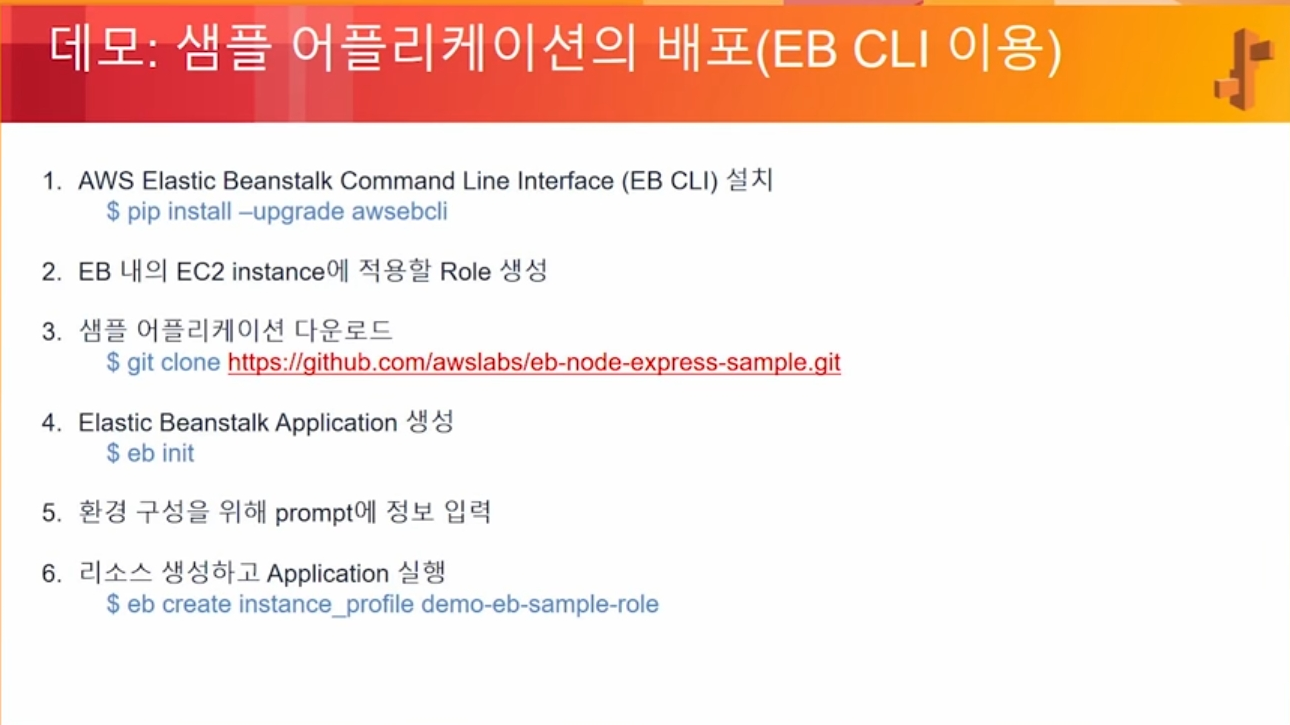 데모: 샘플 어플리케이션의 배포(EB CLI 이용)
1. AWS Elastic Beanstalk Command Line Interface (EB CLI) 설치
$ pip install –upgrade awsebcli
2. EB 내의 EC2 instance에 적용할 Role 생성
3. 샘플 어플리케이션 다운로드
$ git clone https://github.com/awslabs/eb-node-express-sample.git
4. Elastic Beanstalk Application 생성
$ eb init
5. 환경 구성을 위해 prompt에 정보 입력
6. 리소스 생성하고 Application 실행
$ eb create instance_profile demo-eb-sample-role